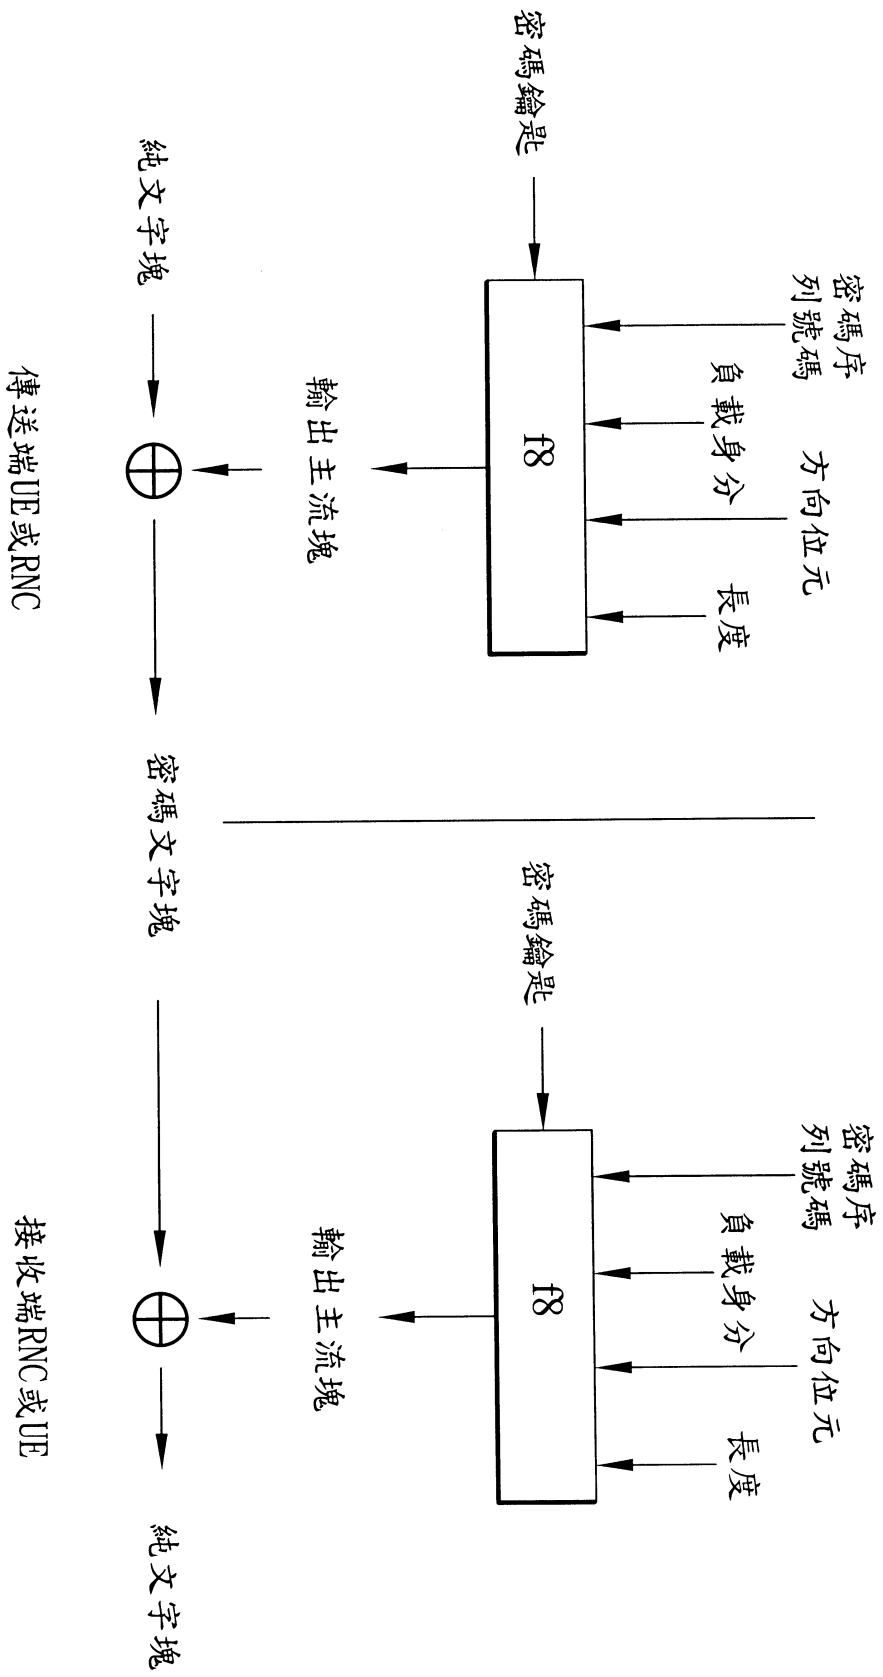 密碼序
列號碼
負載身分
方向位元
長度
密碼鑰匙
f8
輸出主流塊
純文字塊
傳送端UE或RNC
密碼文字塊
密碼序
列號碼
負載身分
方向位元
長度
密碼鑰匙
f8
輸出主流塊
純文字塊
接收端RNC或UE